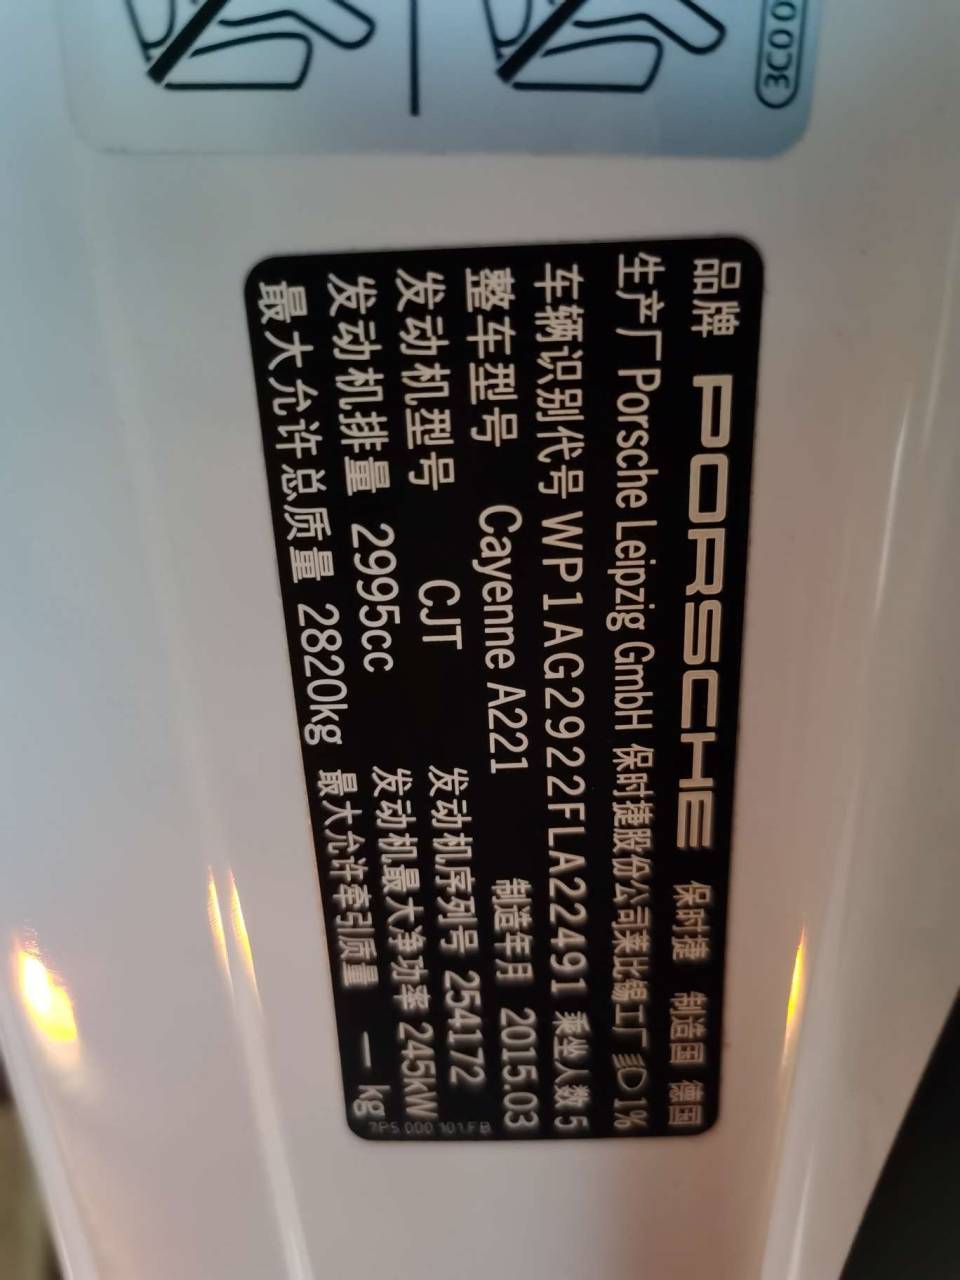 3C0 0
品牌 PORSCHE 保时捷 制造国 德国
生产厂 Porsche Leipzig GmbH 保时捷股份公司莱比锡工厂 1%
车辆识别代号 WP1AG2922FLA22491 乘坐人数 5
整车型号 Cayenne A221 制造年月 2015.03
发动机型号 CJT 发动机序列号 254172
发动机排量 2995cc 发动机最大净功率 245kW
最大允许总质量 2820kg 最大允许牵引质量 — kg
7P5 000 101 FB